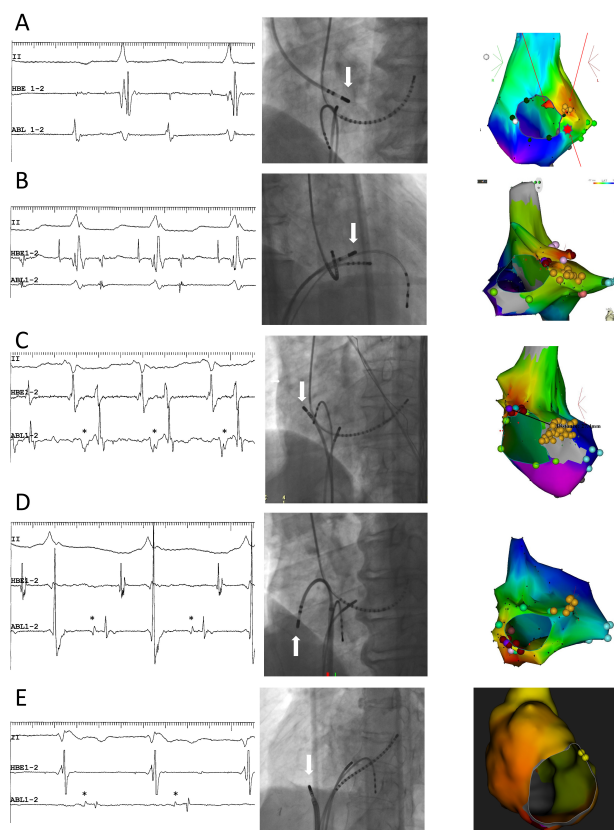 A
II
HBE 1-2
ABL 1-2
B
II
HBE1-2
ABL1-2
C
II
HBE1-2
ABL1-2
* * *
D
II
HBE1-2
ABL1-2
* *
E
II
HBE1-2
ABL1-2
* *